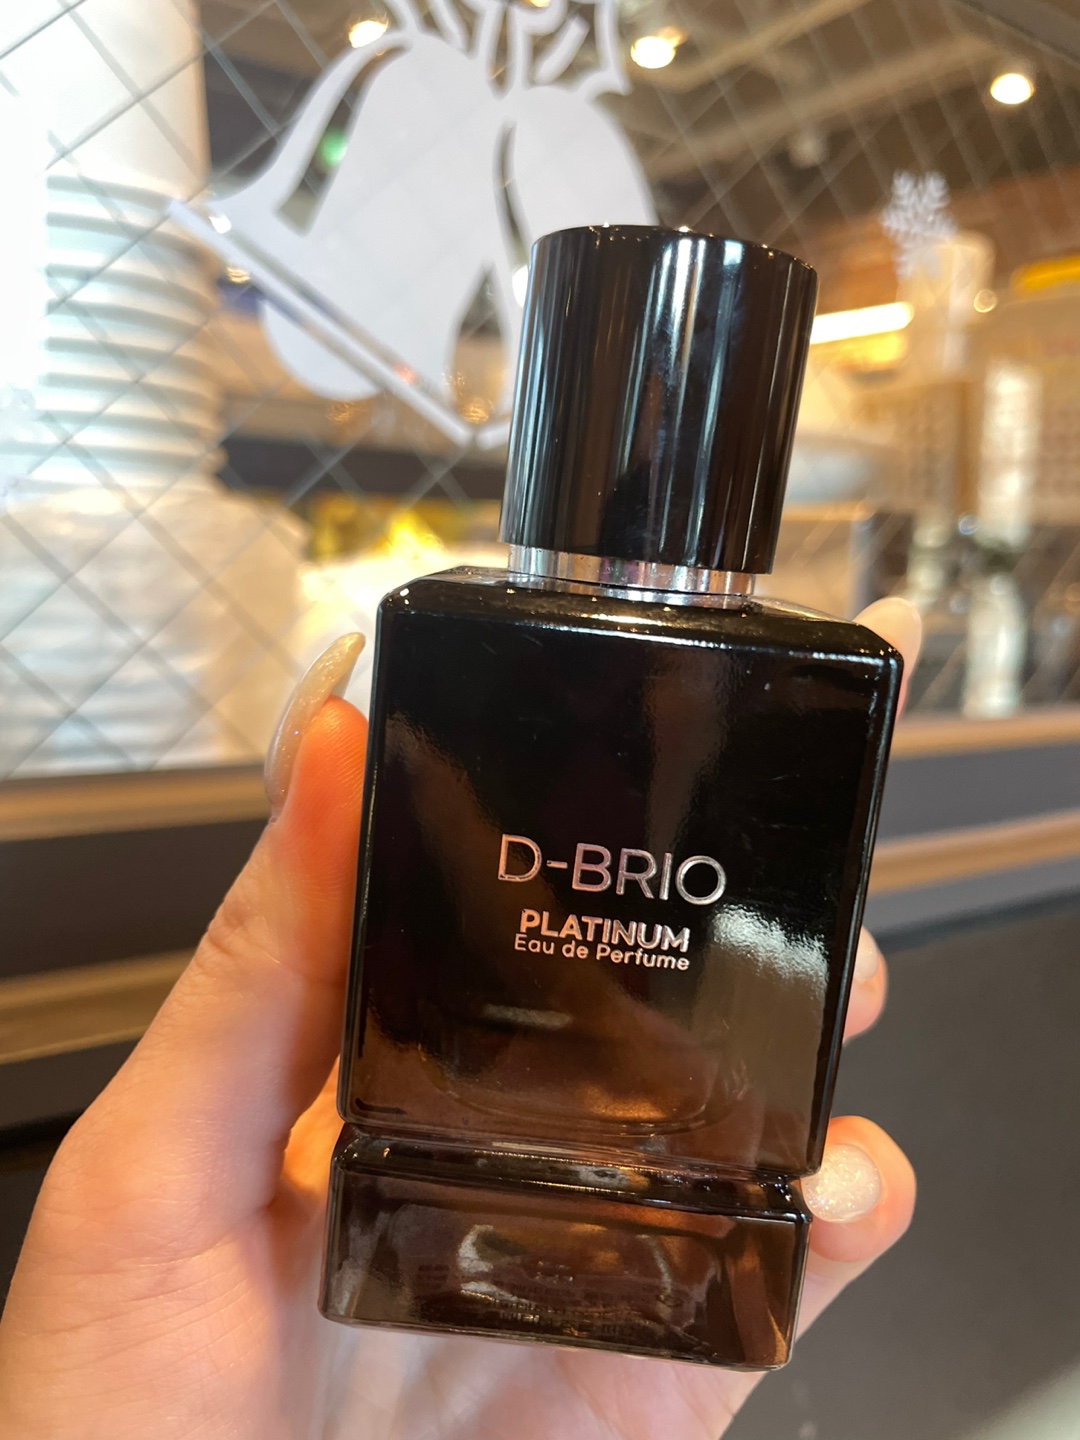 D-BRIO
PLATINUM
Eau de Perfume